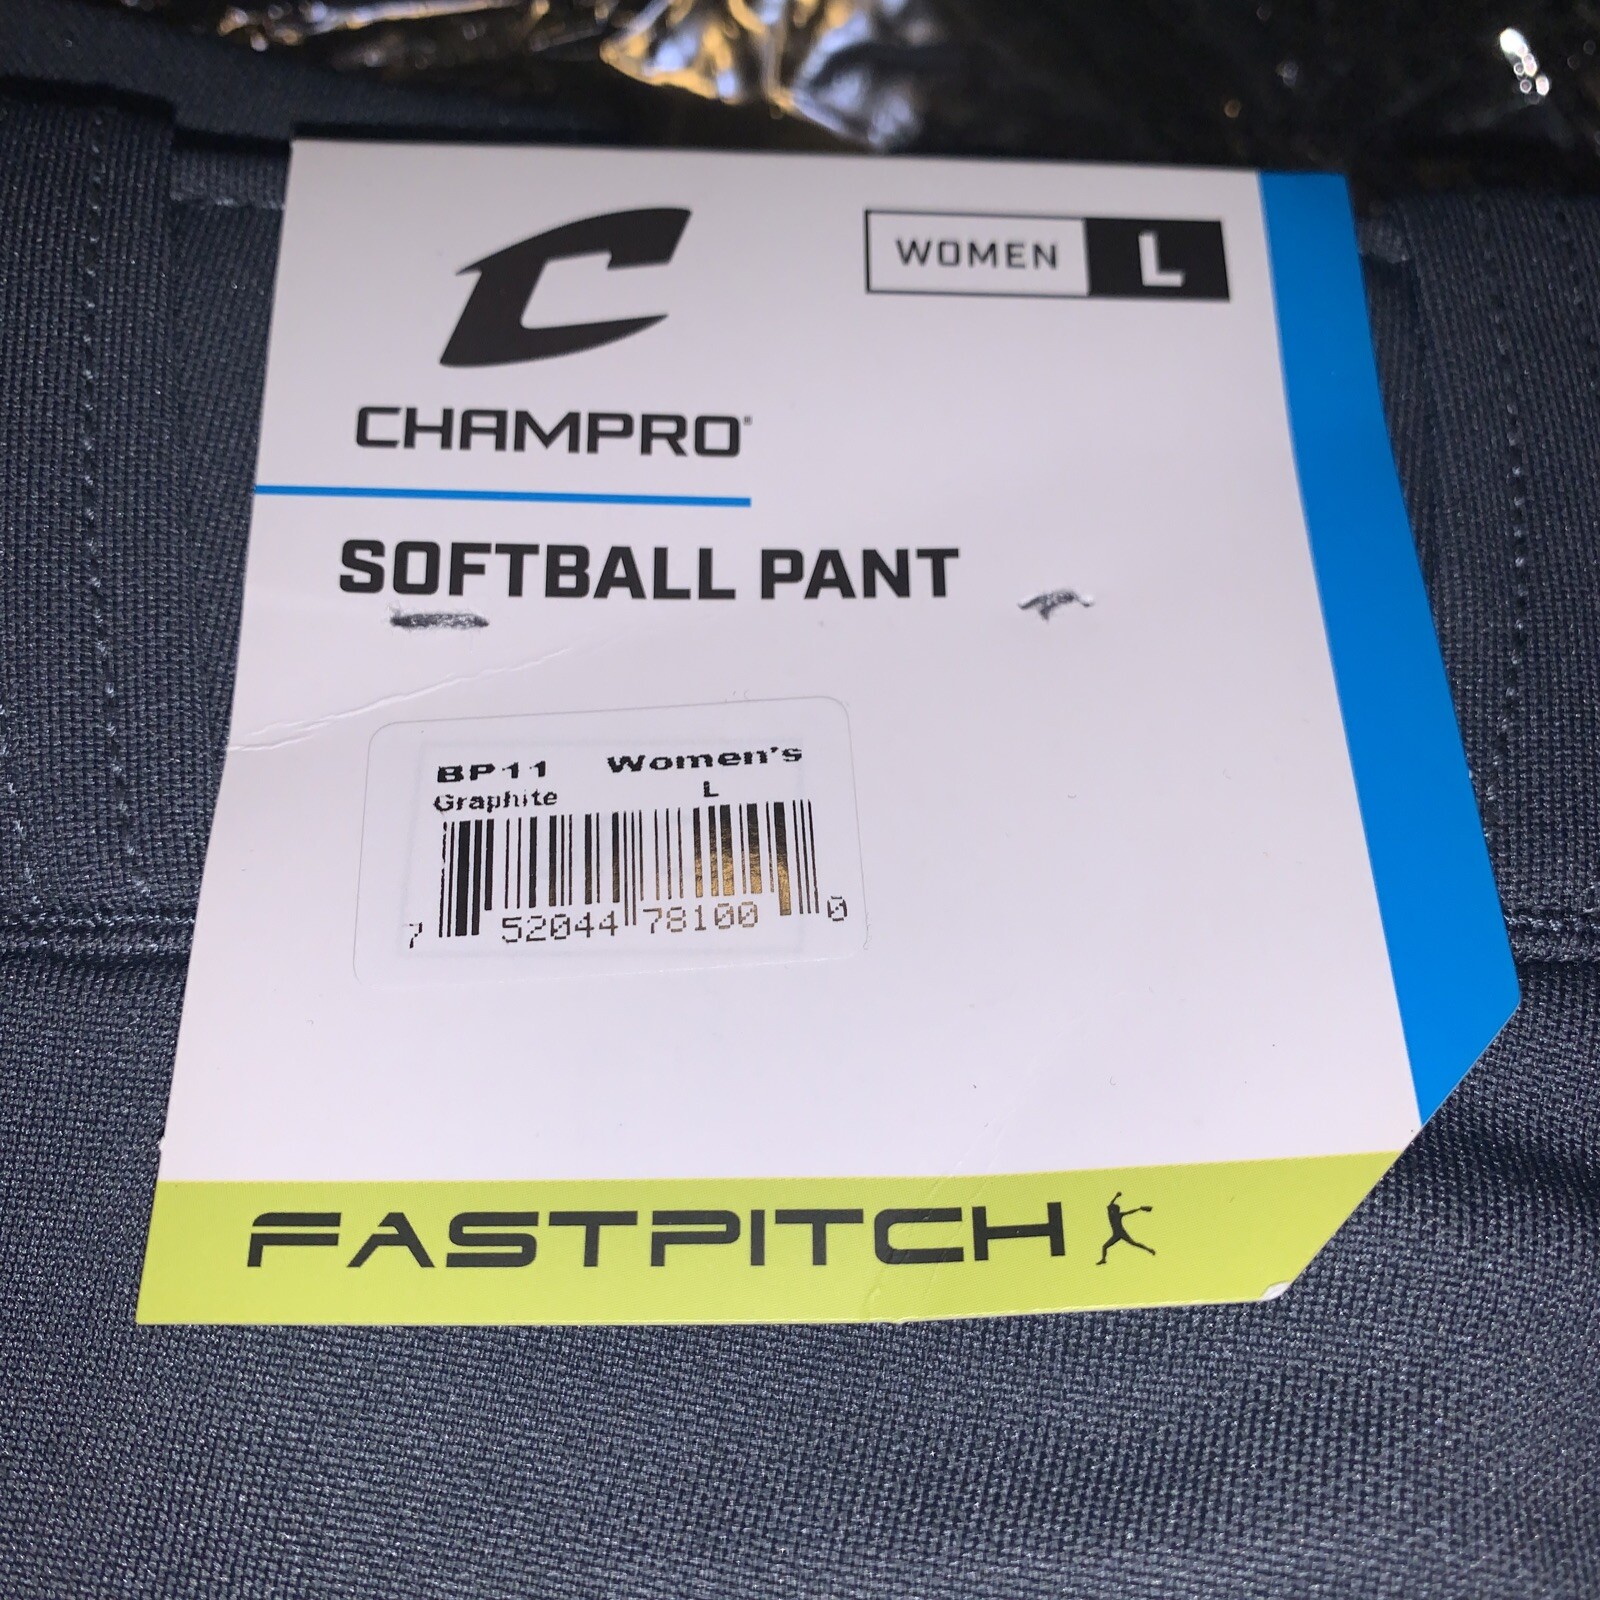 WOMEN L
CHAMPRO®
SOFTBALL PANT
BP11 Women's
Graphite L
7 52044 78100 0
FASTPITCH